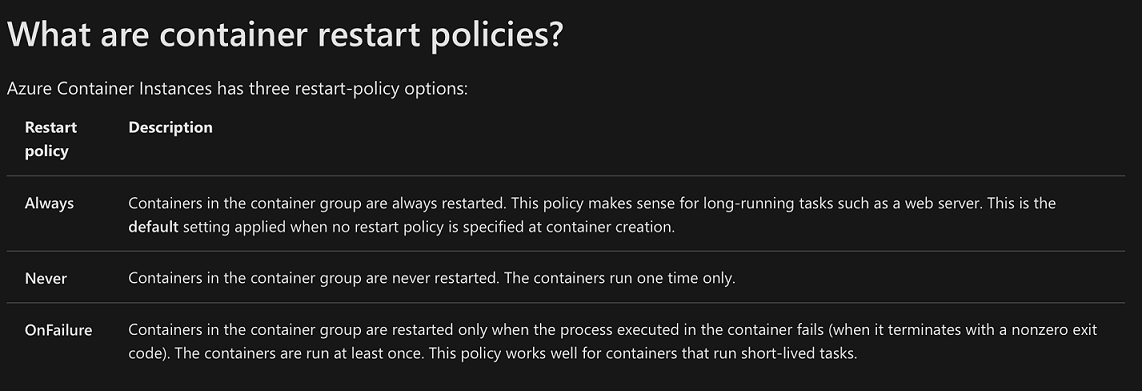 What are container restart policies?
Azure Container Instances has three restart-policy options:
Restart policy Description
Always Containers in the container group are always restarted. This policy makes sense for long-running tasks such as a web server. This is the
default setting applied when no restart policy is specified at container creation.
Never Containers in the container group are never restarted. The containers run one time only.
OnFailure Containers in the container group are restarted only when the process executed in the container fails (when it terminates with a nonzero exit
code). The containers are run at least once. This policy works well for containers that run short-lived tasks.